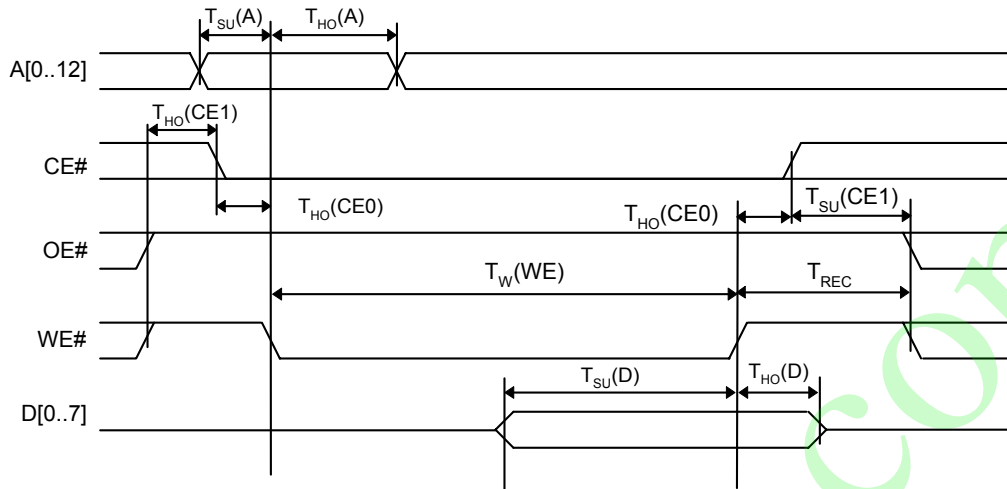 T_SU(A) T_HO(A)
A[0..12]
T_HO(CE1)
CE#
T_HO(CE0) T_HO(CE0) T_SU(CE1)
OE#
T_W(WE) T_REC
WE#
T_SU(D) T_HO(D)
D[0..7]
com